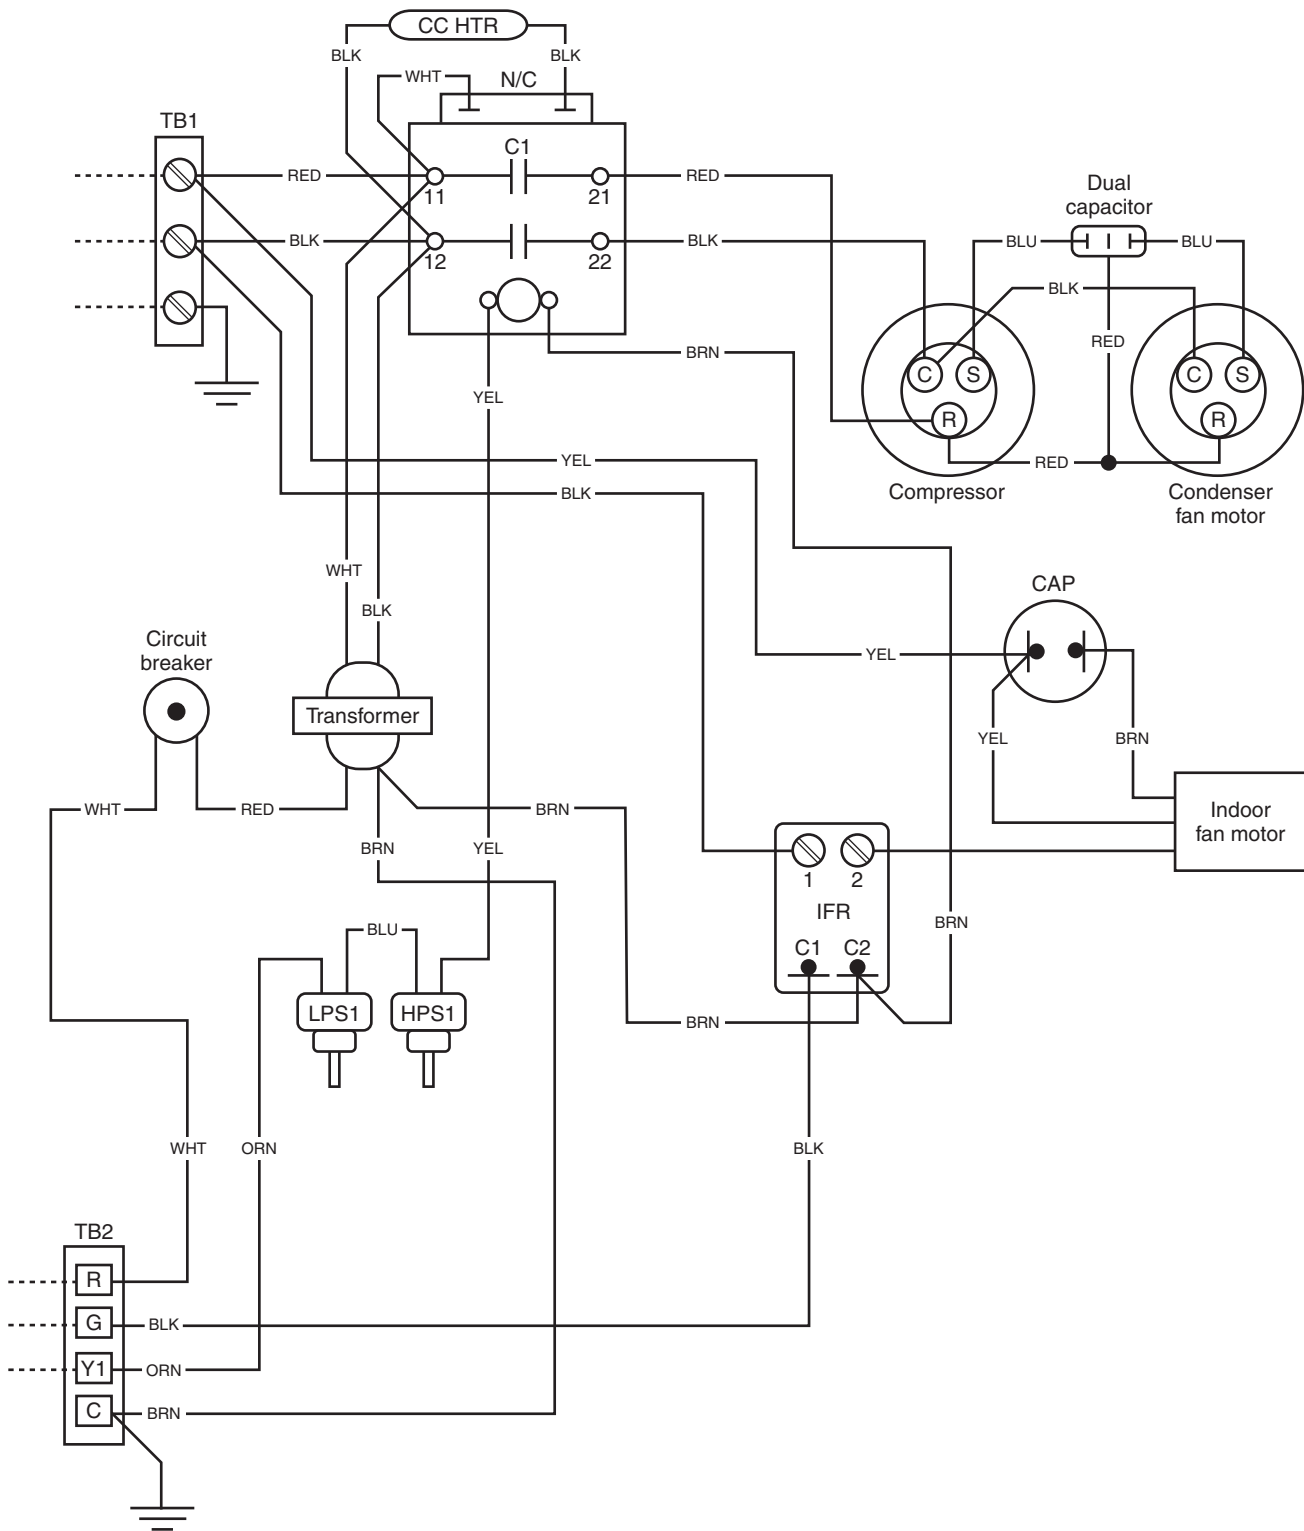 CC HTR
BLK
BLK
WHT
N/C
TB1
C1
RED
11
21
RED
BLK
12
22
BLK
Dual
capacitor
BLU
BLU
BLK
RED
C
S
R
C
S
R
RED
Compressor
Condenser
fan motor
BRN
YEL
YEL
BLK
WHT
BLK
CAP
Circuit
breaker
YEL
Transformer
YEL
BRN
WHT
RED
BRN
BRN
YEL
Indoor
fan motor
1
2
IFR
C1
C2
BRN
BLU
LPS1
HPS1
BRN
WHT
ORN
BLK
TB2
R
G
BLK
Y1
ORN
C
BRN